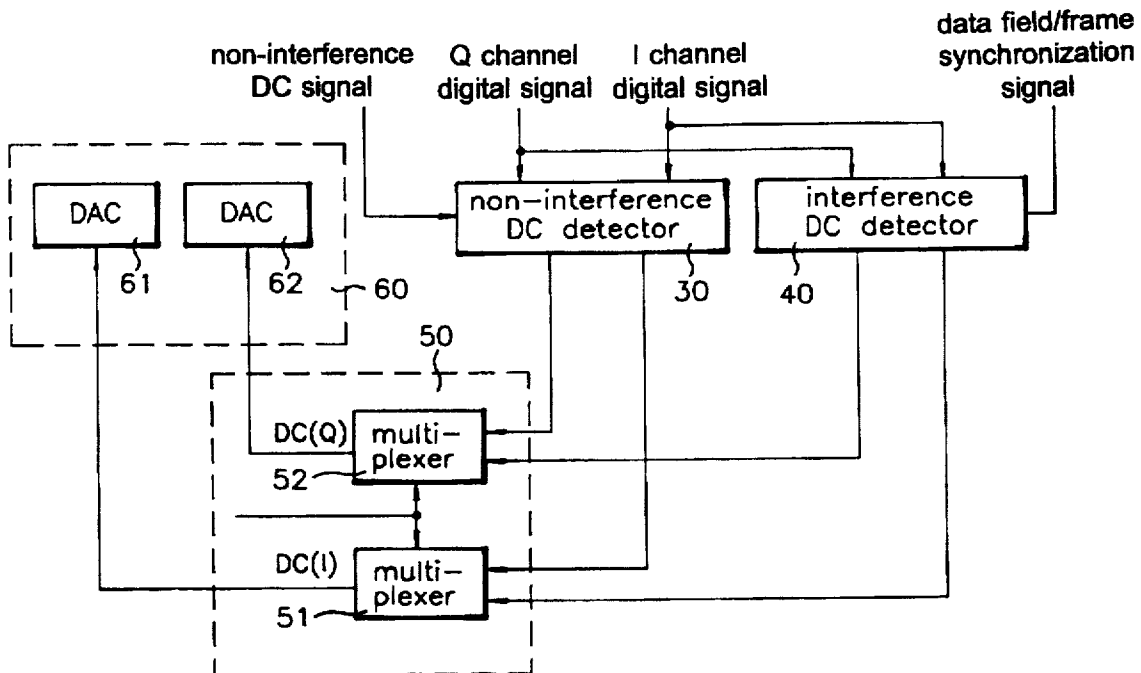 non-interference
DC signal
Q channel
digital signal
I channel
digital signal
data field/frame
synchronization
signal
DAC
DAC
61
62
60
non-interference
DC detector
30
interference
DC detector
40
50
DC(Q)
multi-
plexer
52
DC(I)
multi-
plexer
51